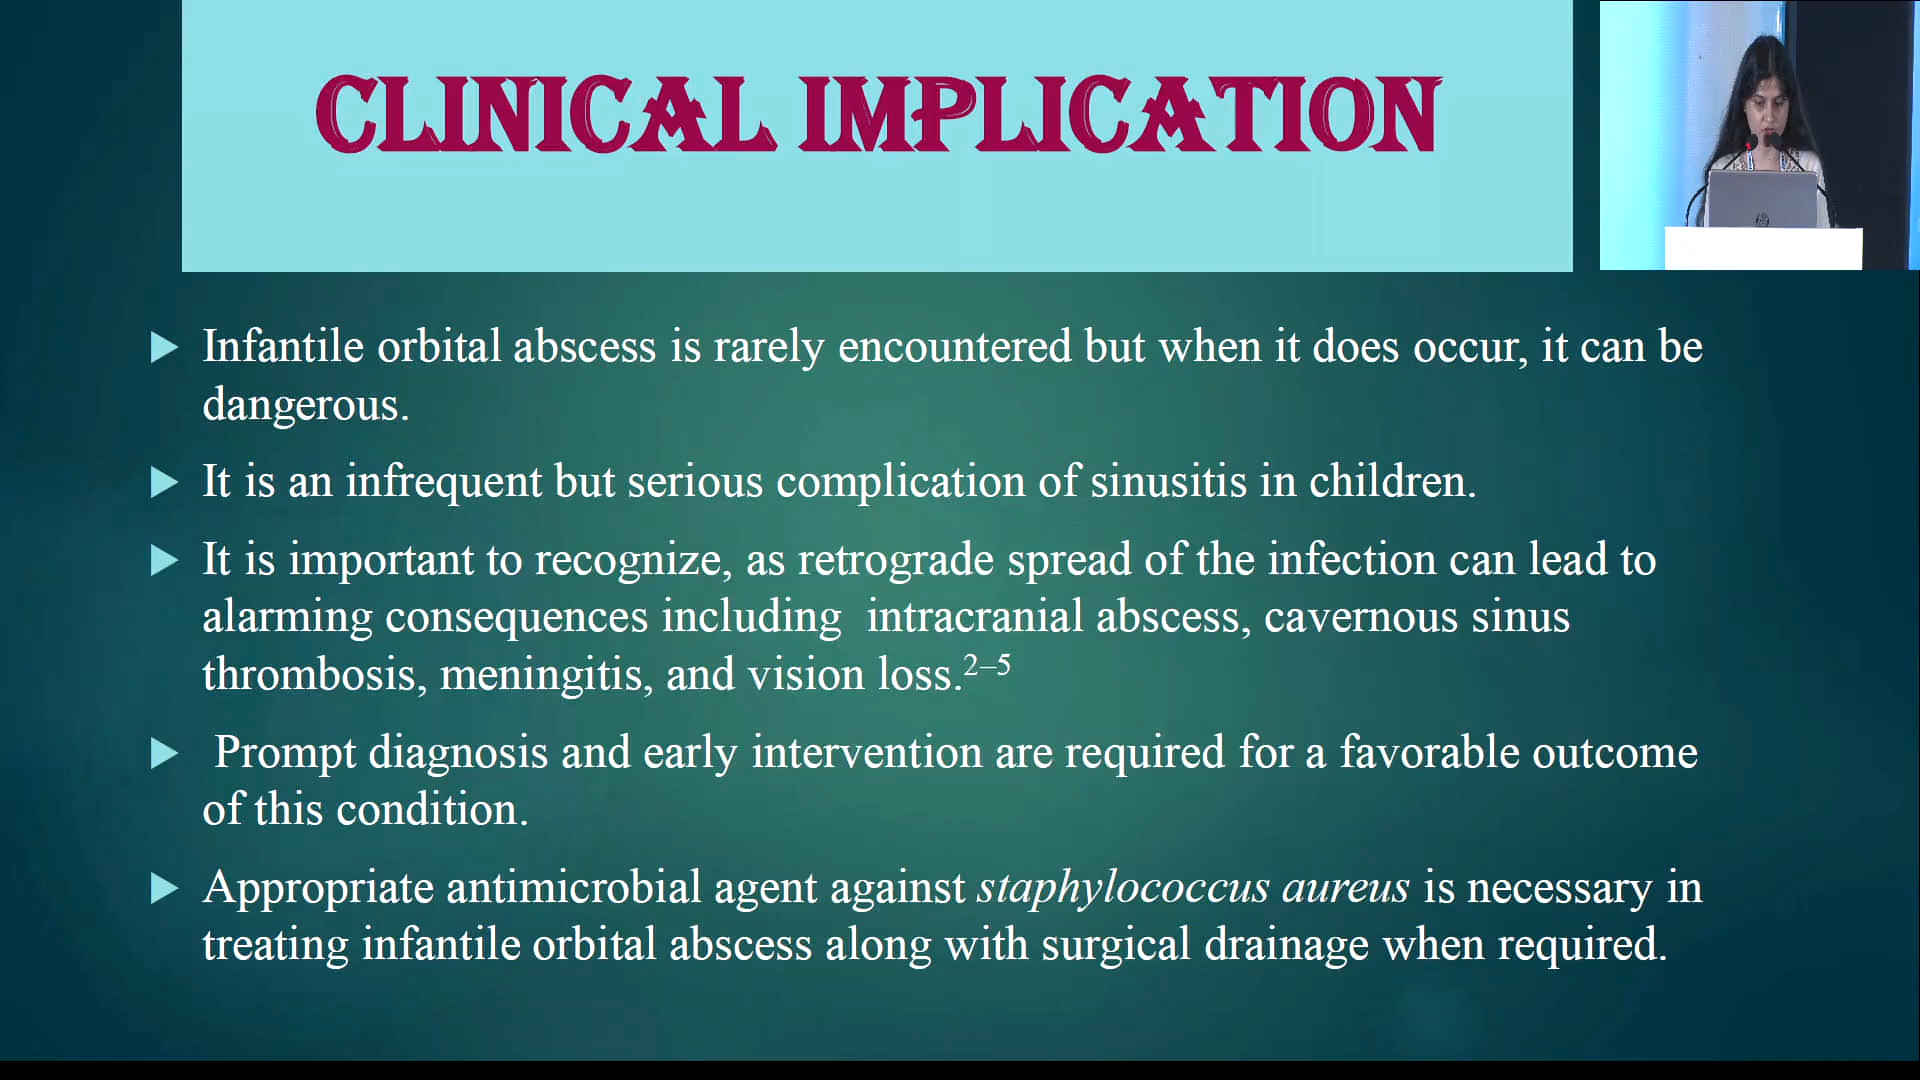 CLINICAL IMPLICATION
Infantile orbital abscess is rarely encountered but when it does occur, it can be
dangerous.
It is an infrequent but serious complication of sinusitis in children.
It is important to recognize, as retrograde spread of the infection can lead to
alarming consequences including  intracranial abscess, cavernous sinus
thrombosis, meningitis, and vision loss.2–5
Prompt diagnosis and early intervention are required for a favorable outcome
of this condition.
Appropriate antimicrobial agent against staphylococcus aureus is necessary in
treating infantile orbital abscess along with surgical drainage when required.